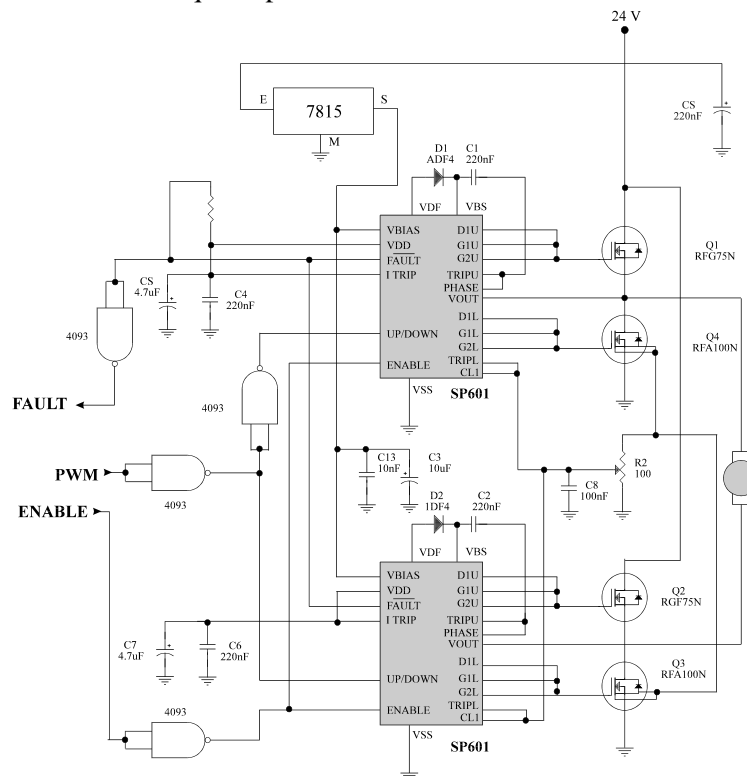 24 V
E
7815
S
M
CS
220nF
D1
ADF4
C1
220nF
VDF
VBS
VBIAS
VDD
FAULT
I TRIP
UP/DOWN
ENABLE
D1U
G1U
G2U
TRIPU
PHASE
VOUT
D1L
G1L
G2L
TRIPL
CL1
VSS
SP601
Q1
RFG75N
Q4
RFA100N
CS
4.7uF
C4
220nF
4093
FAULT
4093
PWM
4093
ENABLE
C13
10nF
C3
10uF
C8
100nF
R2
100
D2
1DF4
C2
220nF
VDF
VBS
VBIAS
VDD
FAULT
I TRIP
UP/DOWN
ENABLE
D1U
G1U
G2U
TRIPU
PHASE
VOUT
D1L
G1L
G2L
TRIPL
CL1
VSS
SP601
Q2
RGF75N
Q3
RFA100N
C7
4.7uF
C6
220nF
4093